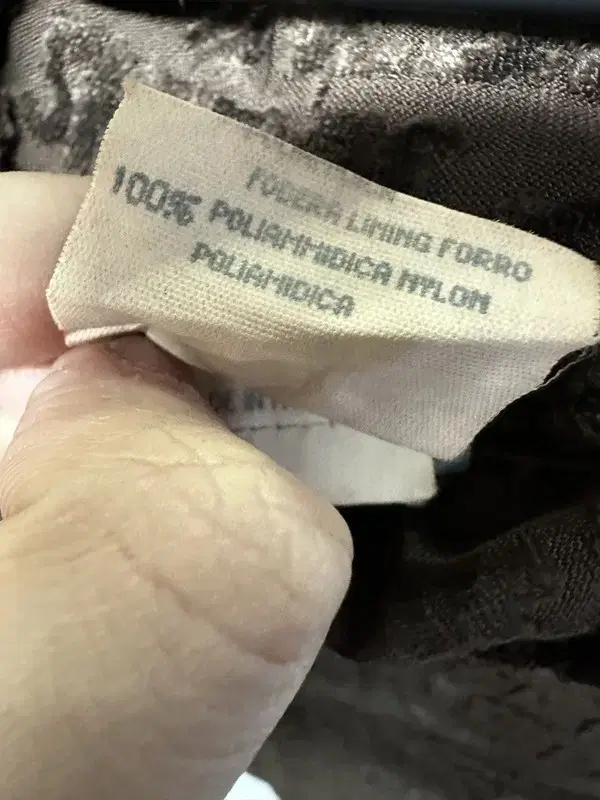 FODERA LINING FORRO
100% POLIAMMIDICA NYLON
POLIAMIDICA